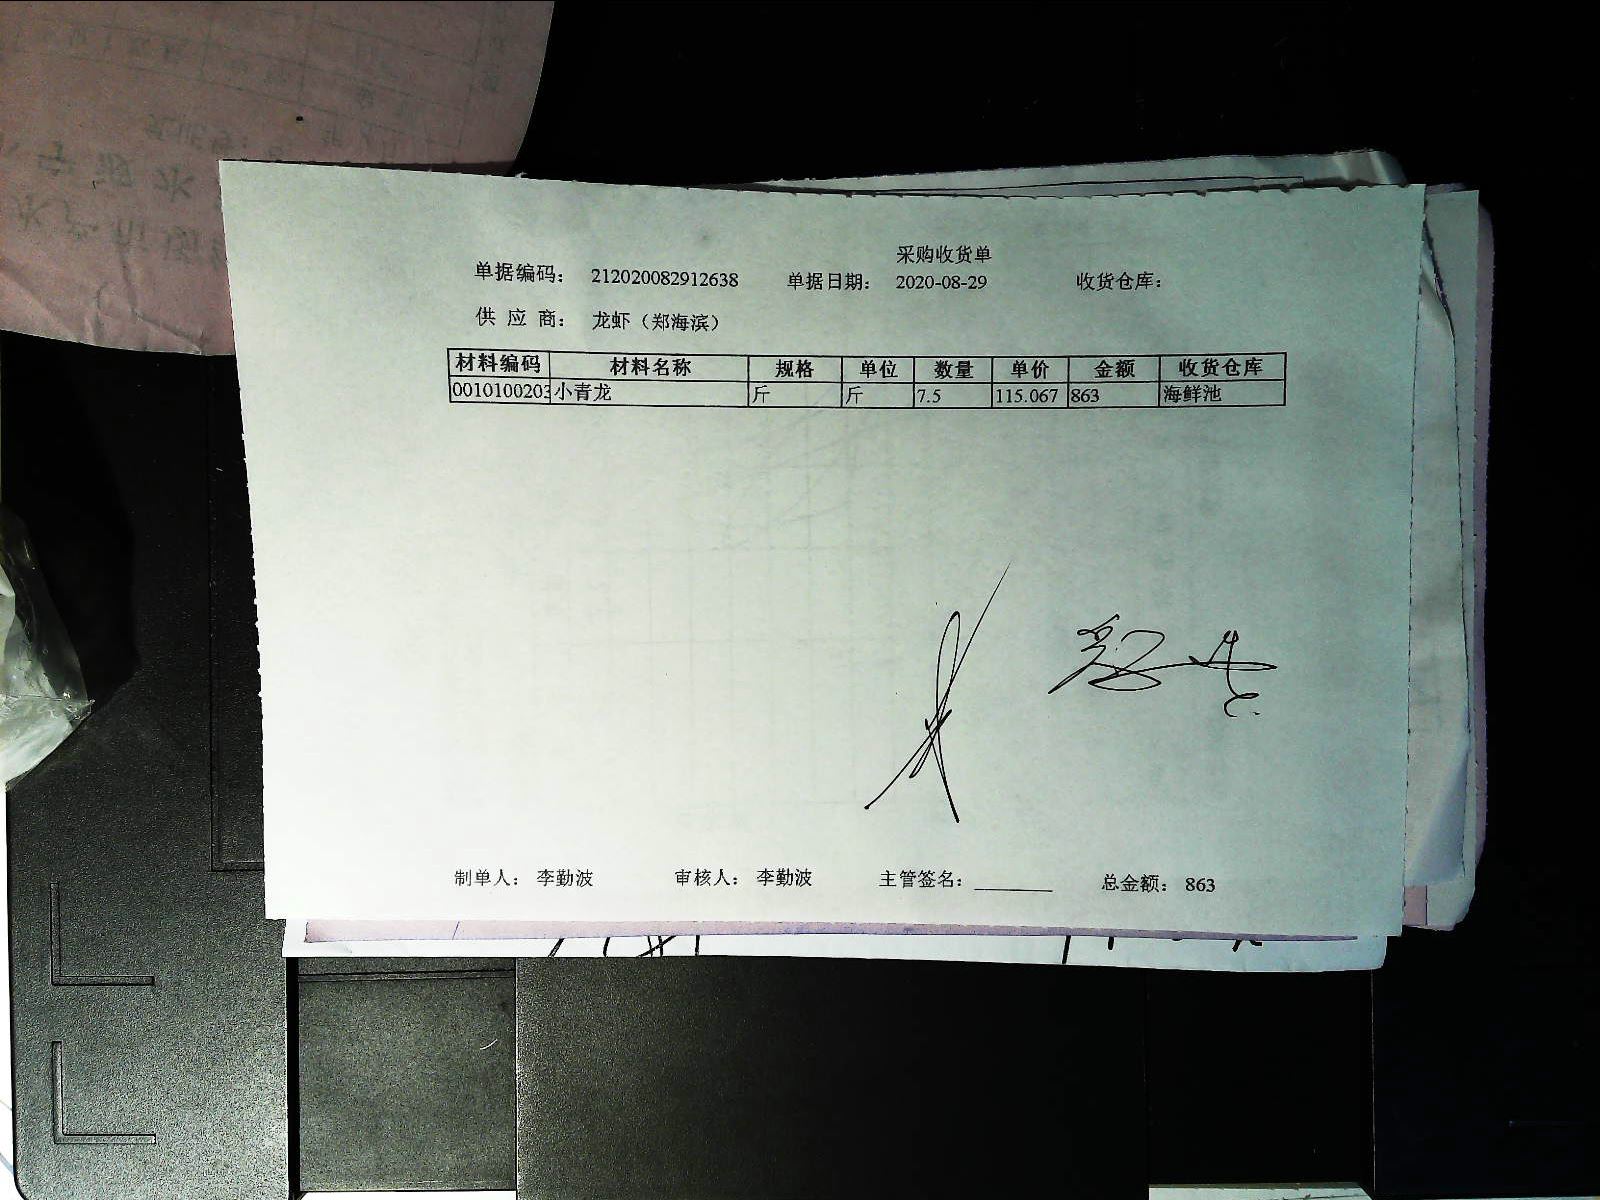 采购收货单
单据编码： 212020082912638 单据日期： 2020-08-29 收货仓库：
供 应 商： 龙虾（郑海滨）
材料编码 材料名称 规格 单位 数量 单价 金额 收货仓库
0010100203 小青龙 斤 斤 7.5 115.067 863 海鲜池
制单人： 李勤波 审核人： 李勤波 主管签名：________ 总金额： 863